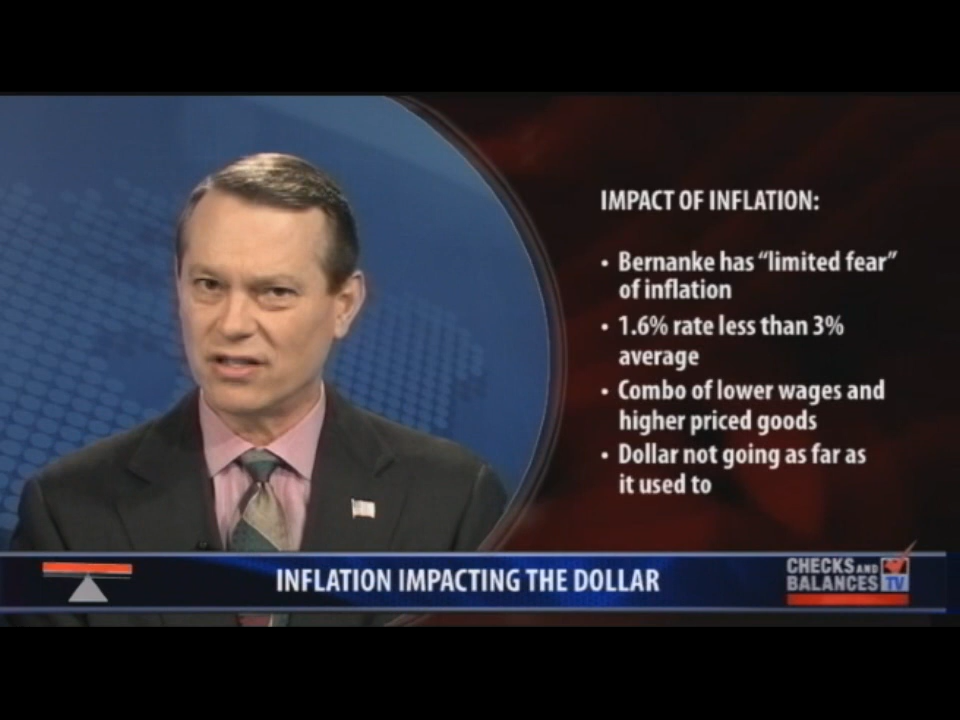 IMPACT OF INFLATION:
• Bernanke has “limited fear”
of inflation
• 1.6% rate less than 3%
average
• Combo of lower wages and
higher priced goods
• Dollar not going as far as
it used to
INFLATION IMPACTING THE DOLLAR
CHECKS AND
BALANCES TV